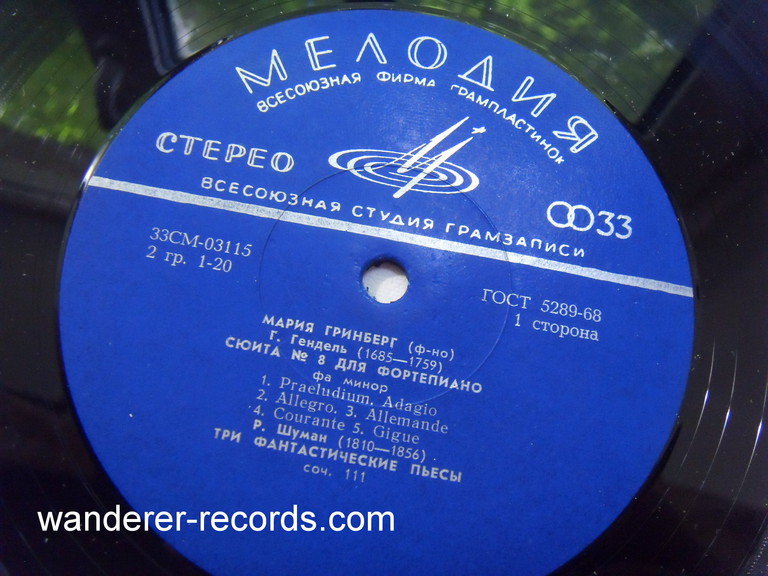 МЕЛОДИЯ
ВСЕСОЮЗНАЯ ФИРМА ГРАМПЛАСТИНОК
СТЕРЕО
ВСЕСОЮЗНАЯ СТУДИЯ ГРАМЗАПИСИ
33
33СМ-03115
2 гр. 1-20
ГОСТ 5289-68
1 сторона
МАРИЯ ГРИНБЕРГ (ф-но)
Г. Гендель (1685—1759)
СЮИТА № 8 ДЛЯ ФОРТЕПИАНО
фа минор
1. Praeludium. Adagio
2. Allegro. 3. Allemande
4. Courante 5. Gigue
Р. Шуман (1810—1856)
ТРИ ФАНТАСТИЧЕСКИЕ ПЬЕСЫ
соч. 111
wanderer-records.com